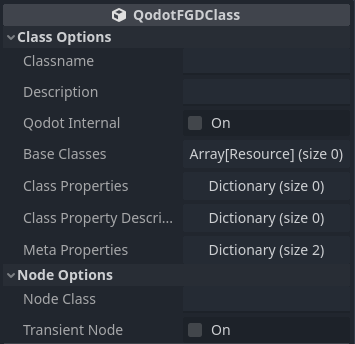 QodotFGDClass
Class Options
Classname
Description
Qodot Internal On
Base Classes Array[Resource] (size 0)
Class Properties Dictionary (size 0)
Class Property Descri... Dictionary (size 0)
Meta Properties Dictionary (size 2)
Node Options
Node Class
Transient Node On